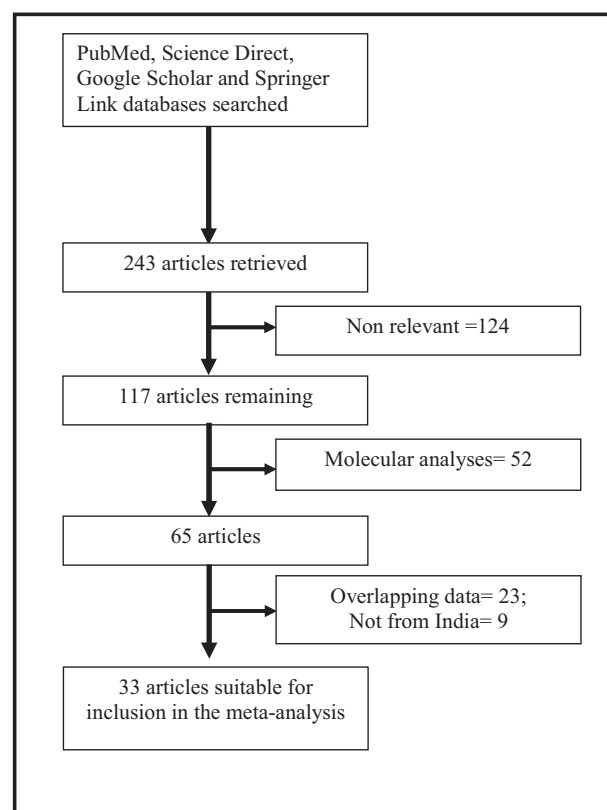 PubMed, Science Direct,
Google Scholar and Springer
Link databases searched
243 articles retrieved
Non relevant =124
117 articles remaining
Molecular analyses= 52
65 articles
Overlapping data= 23;
Not from India= 9
33 articles suitable for
inclusion in the meta-analysis